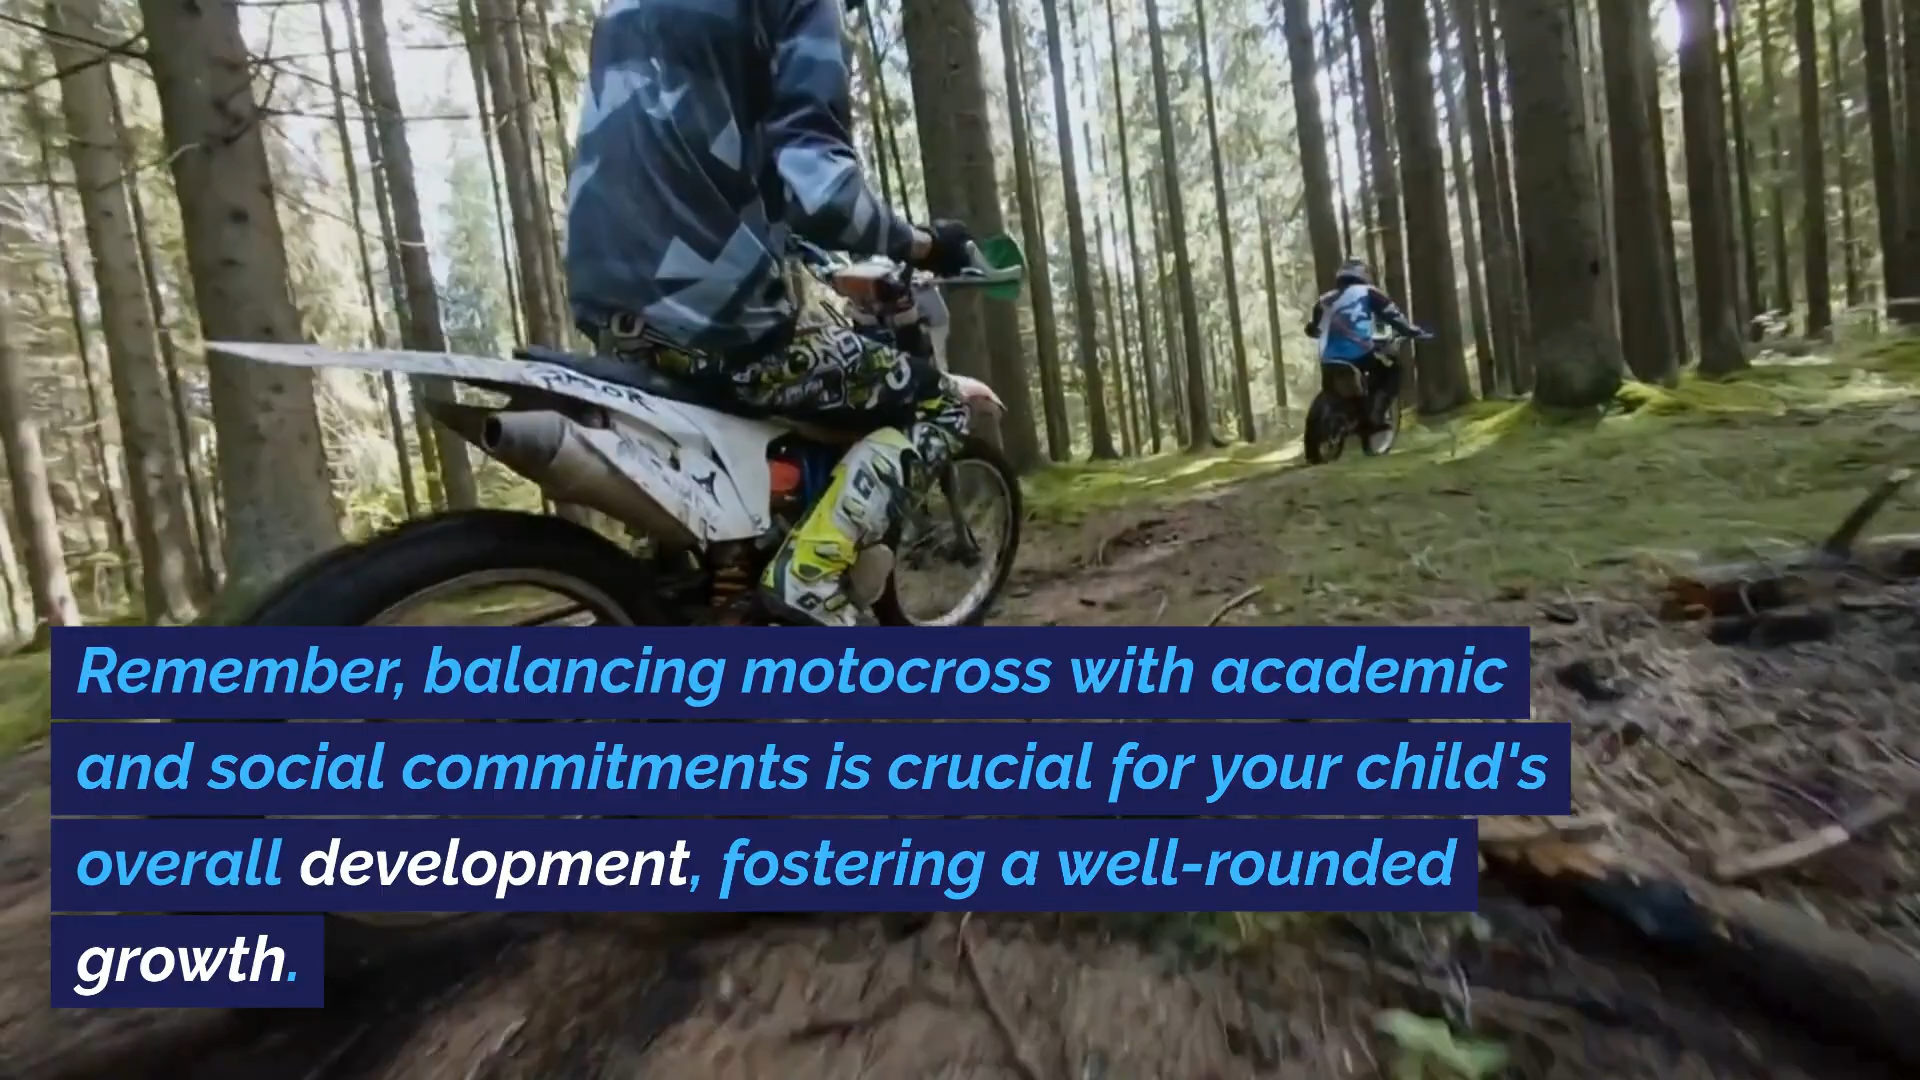 Remember, balancing motocross with academic
and social commitments is crucial for your child's
overall development, fostering a well-rounded
growth.